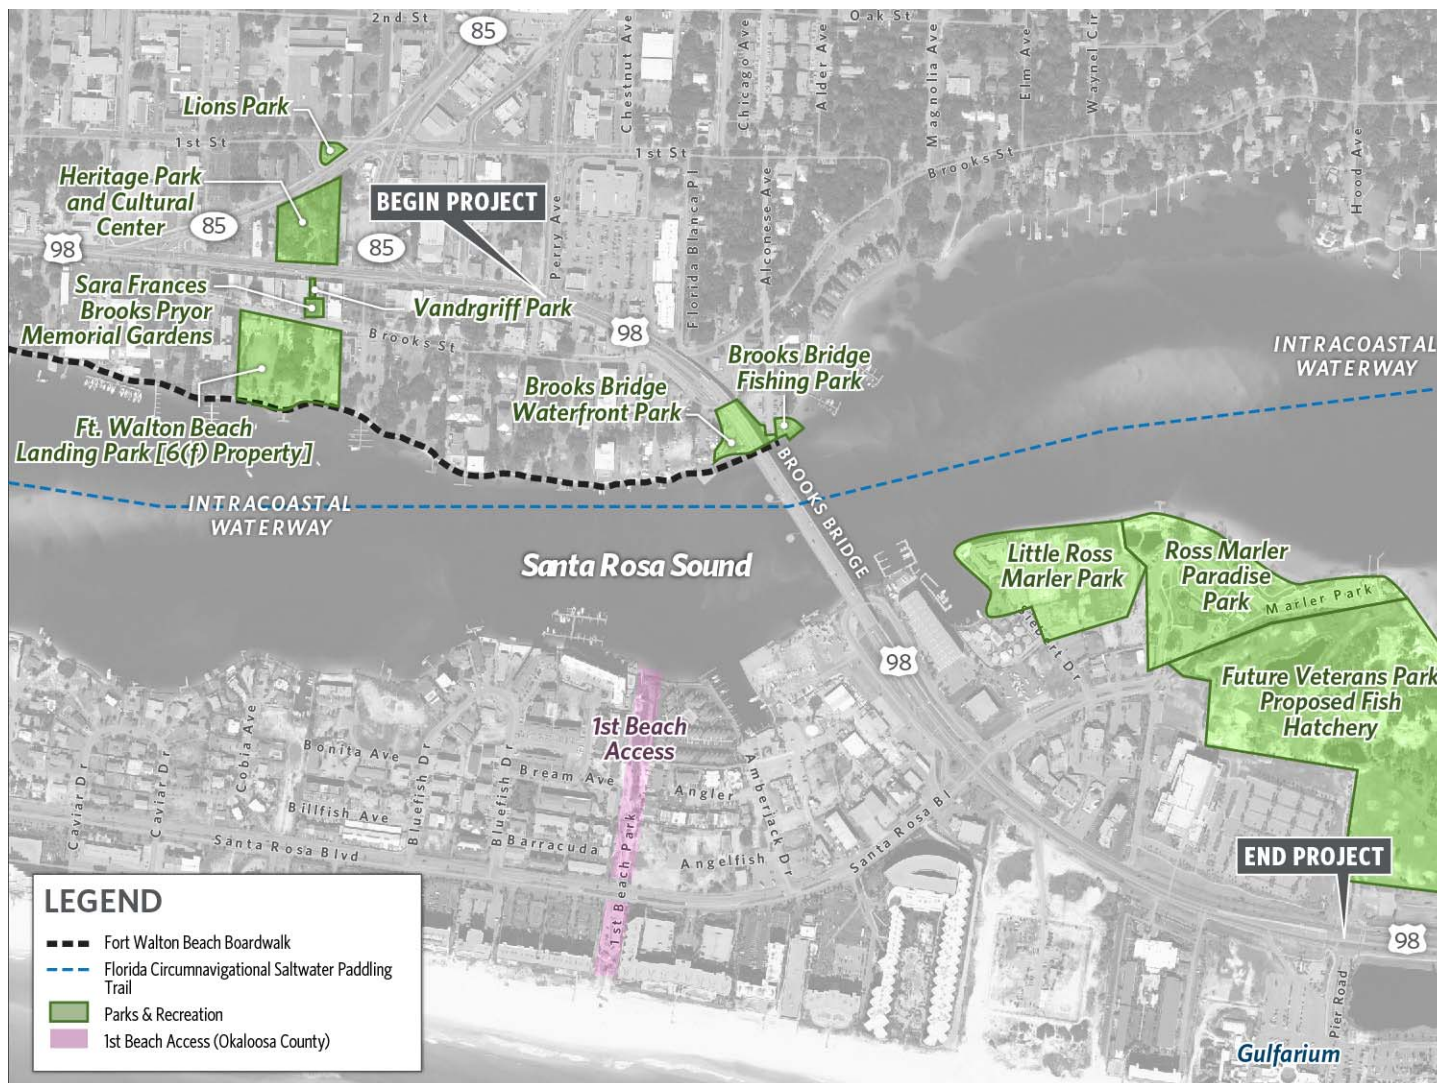 2nd St
85
Oak St
Chestnut Ave
Chicago Ave
Alder Ave
Magnolia Ave
Elm Ave
Waynel Cir
Lions Park
1st St
1st St
Brooks St
Hood Ave
Heritage Park
and Cultural
Center
BEGIN PROJECT
85
85
98
Perry Ave
Florida Blanca Pl
Alconese Ave
Sara Frances
Brooks Pryor
Memorial Gardens
Vandrgriff Park
Brooks St
98
INTRACOASTAL
WATERWAY
Brooks Bridge
Fishing Park
Brooks Bridge
Waterfront Park
Ft. Walton Beach
Landing Park [6(f) Property]
BROOKS BRIDGE
INTRACOASTAL
WATERWAY
Santa Rosa Sound
Little Ross
Marler Park
Ross Marler
Paradise
Park
Marler Park
Siebert Dr
98
Future Veterans Park
Proposed Fish
Hatchery
1st Beach
Access
Caviar Dr
Caviar Dr
Cobia Ave
Bonita Ave
Billfish Ave
Bluefish Dr
Bluefish Dr
Bream Ave
Barracuda
Angler
Angelfish
Amberjack Dr
Santa Rosa Bl
Santa Rosa Blvd
1st Beach Park
END PROJECT
98
Pier Road
Gulfarium
LEGEND
Fort Walton Beach Boardwalk
Florida Circumnavigational Saltwater Paddling
Trail
Parks & Recreation
1st Beach Access (Okaloosa County)